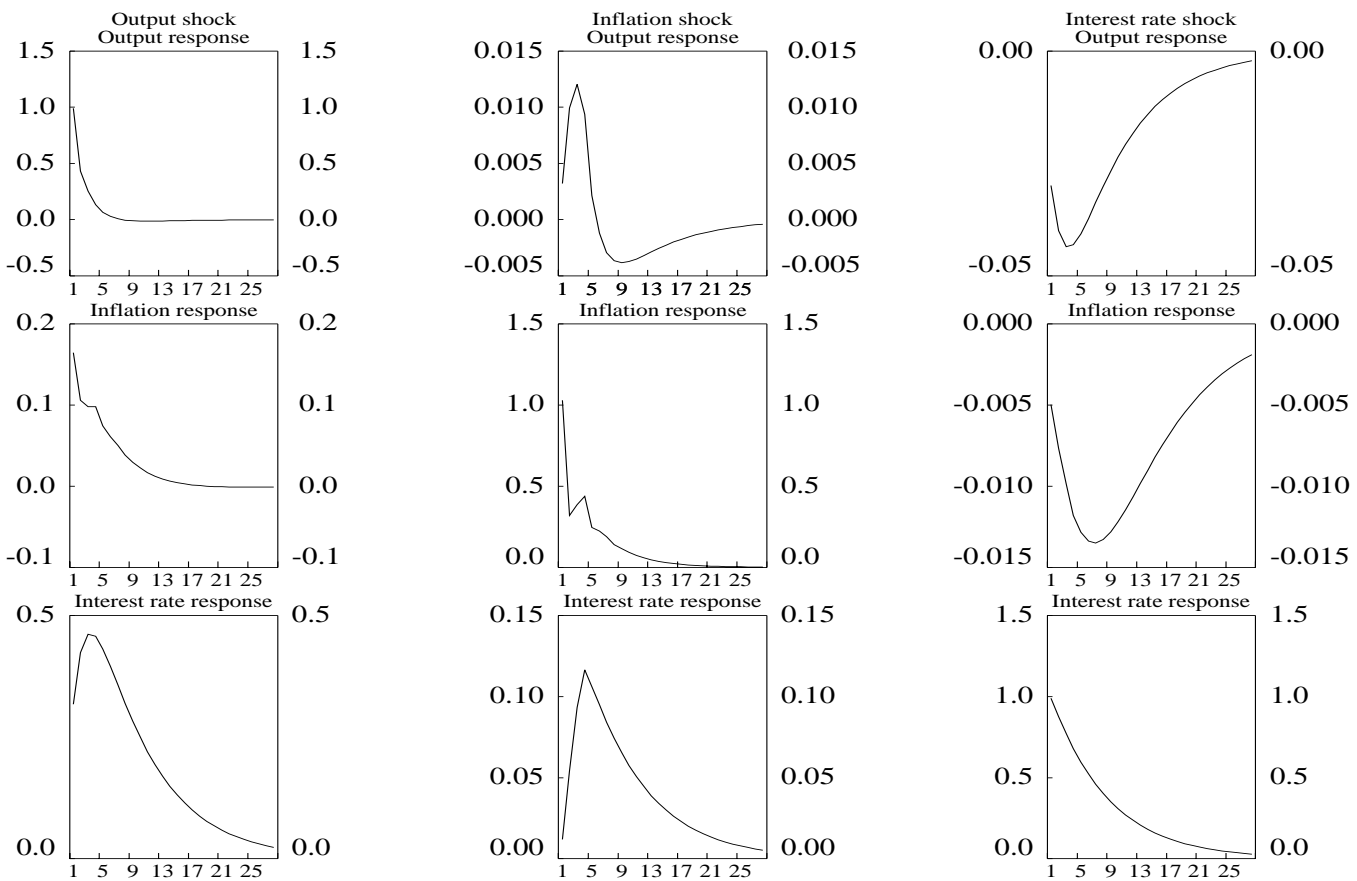 Output shock Inflation shock Interest rate shock
Output response Output response Output response
1.5 1.5 0.015 0.015 0.00 0.00
1.0 1.0 0.010 0.010
0.5 0.5 0.005 0.005
0.0 0.0 0.000 0.000
-0.5 -0.5 -0.005 -0.005 -0.05 -0.05
1 5 9 13 17 21 25 1 5 9 13 17 21 25 1 5 9 13 17 21 25
Inflation response Inflation response Inflation response
0.2 0.2 1.5 1.5 0.000 0.000
0.1 0.1 1.0 1.0 -0.005 -0.005
0.0 0.0 0.5 0.5 -0.010 -0.010
-0.1 -0.1 0.0 0.0 -0.015 -0.015
1 5 9 13 17 21 25 1 5 9 13 17 21 25 1 5 9 13 17 21 25
Interest rate response Interest rate response Interest rate response
0.5 0.5 0.15 0.15 1.5 1.5
0.10 0.10 1.0 1.0
0.05 0.05 0.5 0.5
0.0 0.0 0.00 0.00 0.0 0.0
1 5 9 13 17 21 25 1 5 9 13 17 21 25 1 5 9 13 17 21 25